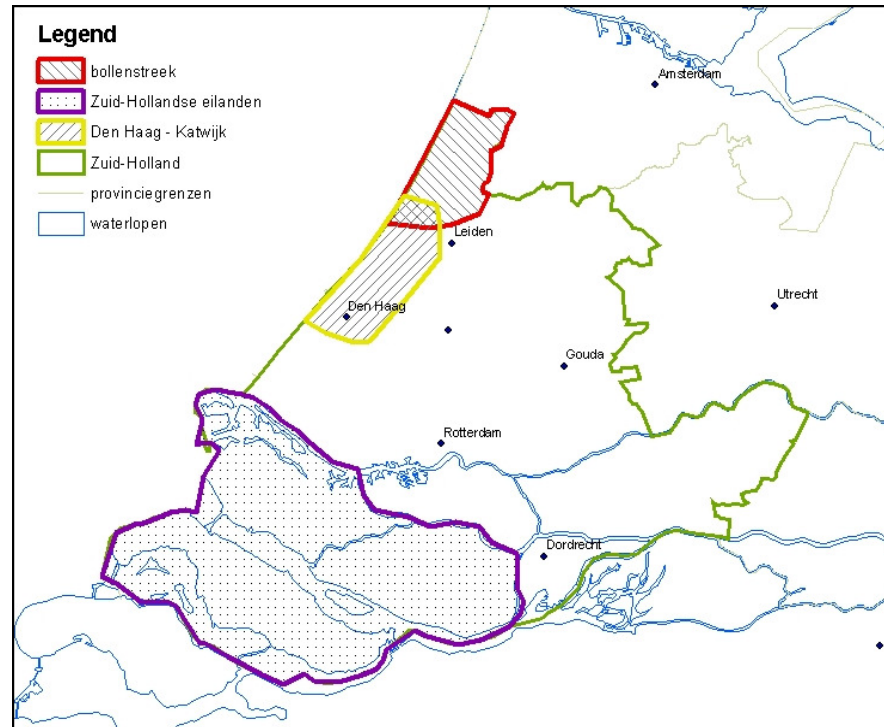 Legend
bollenstreek
Zuid-Hollandse eilanden
Den Haag - Katwijk
Zuid-Holland
provinciegrenzen
waterlopen
Amsterdam
Leiden
Den Haag
Utrecht
Gouda
Rotterdam
Dordrecht